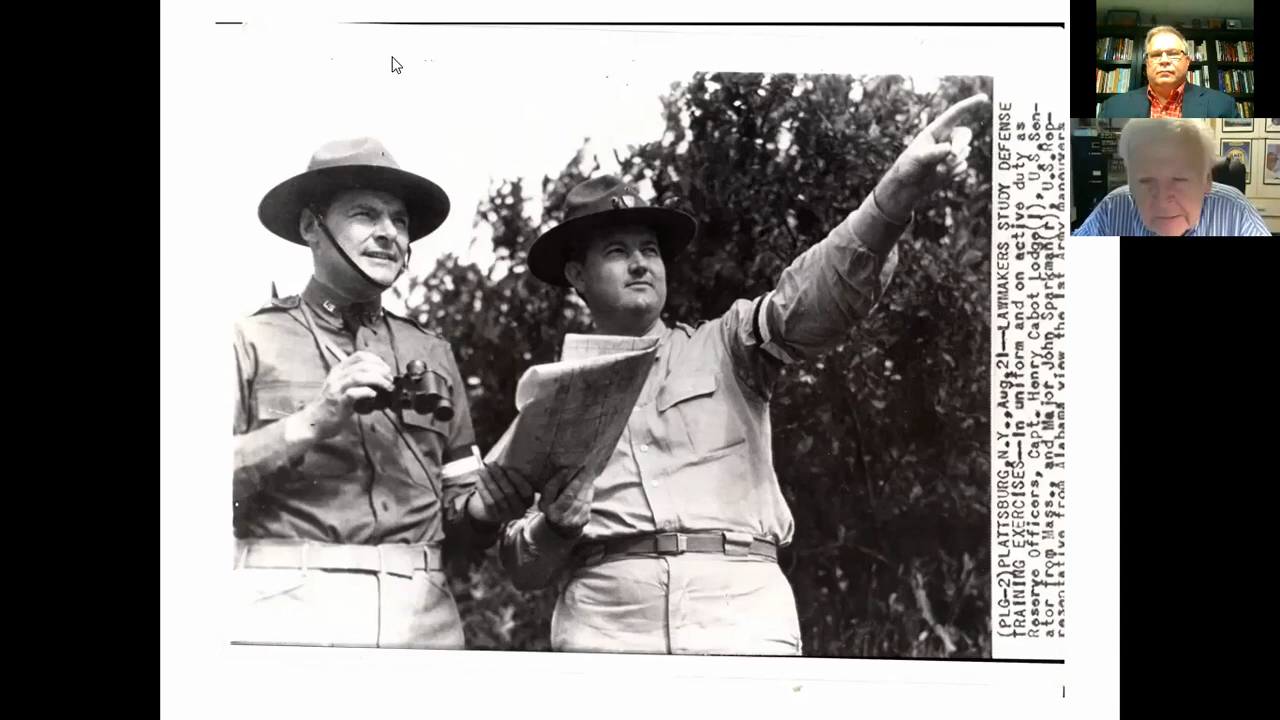 (PLG-2)PLATTSBURG,N.Y.,Aug.21--LAWMAKERS STUDY DEFENSE
TRAINING EXERCISES--In uniform and on active duty as
Reserve Officers, Capt. Henry Cabot Lodge(l), U.S.Sen-
ator from Mass., and Major John Sparkman(r), U.S.Rep-
resentative from Alabama view the 1st Army maneuvers
US